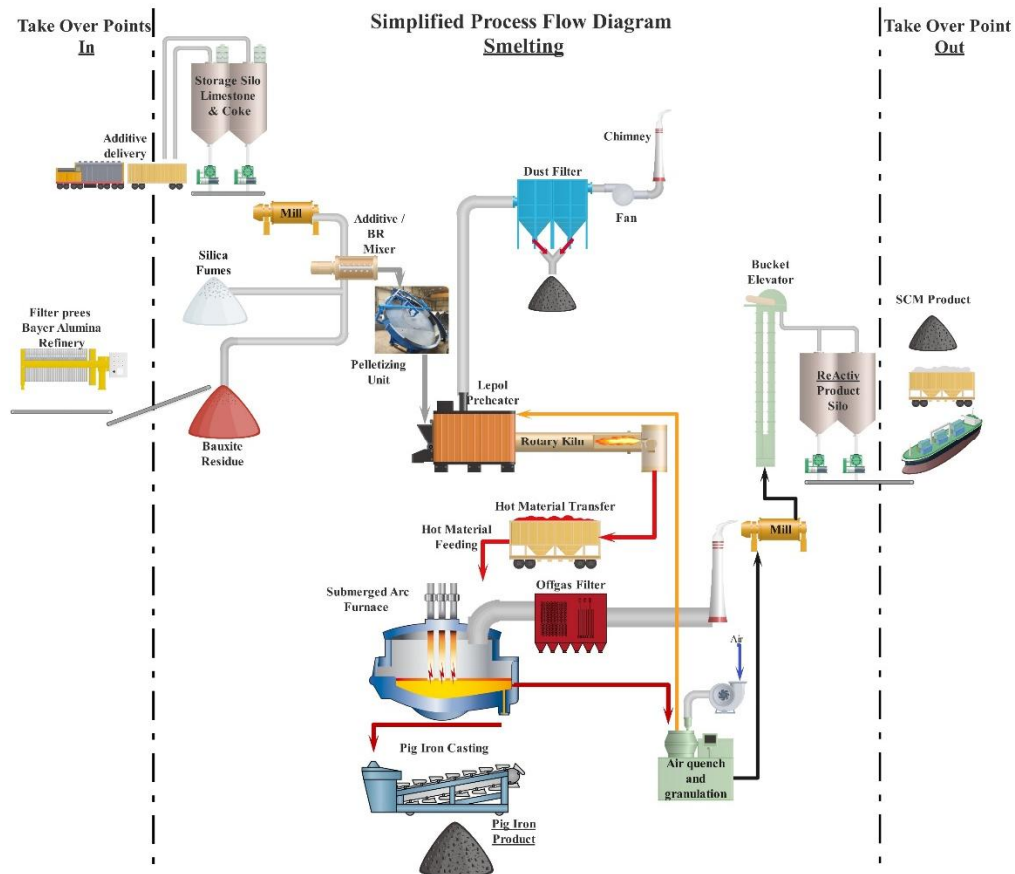 Take Over Points
In
Simplified Process Flow Diagram
Smelting
Take Over Point
Out
Storage Silo
Limestone
& Coke
Additive
delivery
Chimney
Dust Filter
Fan
Mill
Additive /
BR
Mixer
Silica
Fumes
Bucket
Elevator
SCM Product
Filter prees
Bayer Alumina
Refinery
Pelletizing
Unit
Lepol
Preheater
ReActiv
Product
Silo
Rotary Kiln
Bauxite
Residue
Hot Material Transfer
Hot Material
Feeding
Mill
Submerged Arc
Furnace
Offgas Filter
Air
Pig Iron Casting
Air quench
and
granulation
Pig Iron
Product